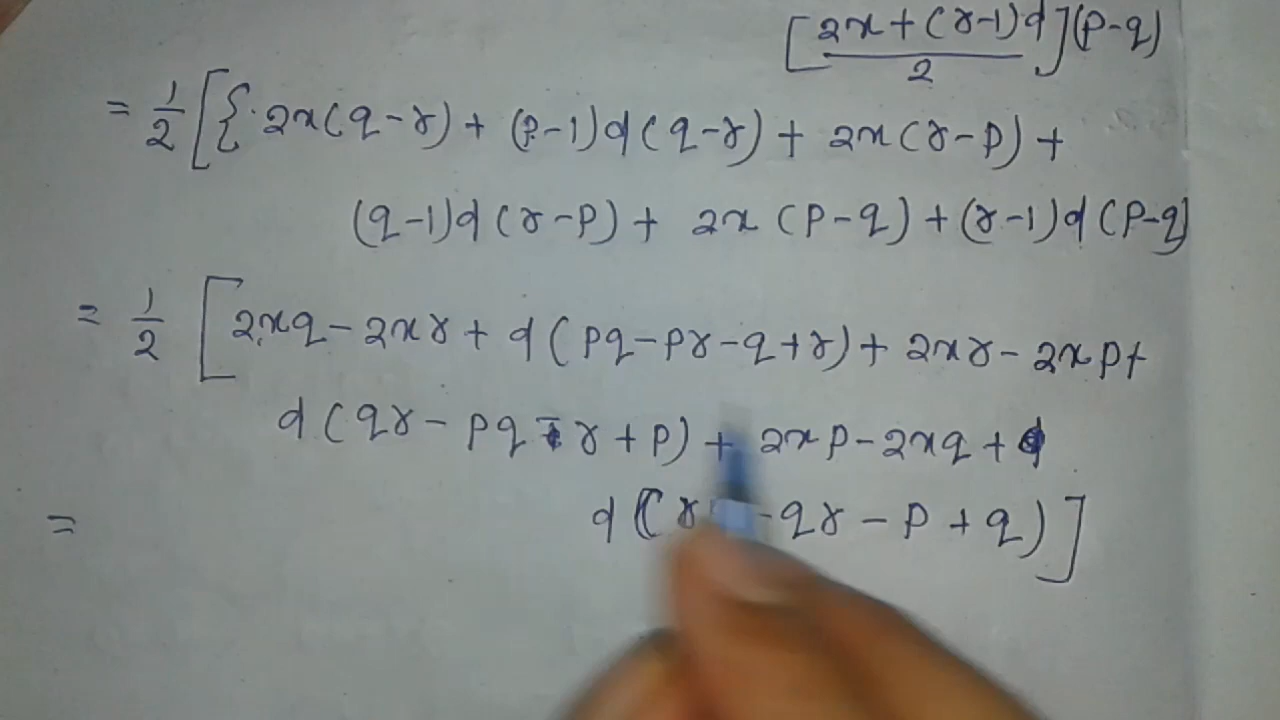 [2x+(r-1)d / 2](p-q)
= 1/2 [{2x(q-r) + (p-1)d(q-r) + 2x(r-p) +
(q-1)d(r-p) + 2x(p-q) + (r-1)d(p-q]
= 1/2 [2xq - 2xr + d(pq-pr-q+r) + 2xr - 2xp+
d(qr - pq - r + p) + 2xp - 2xq +
= d(r - qr - p + q)]